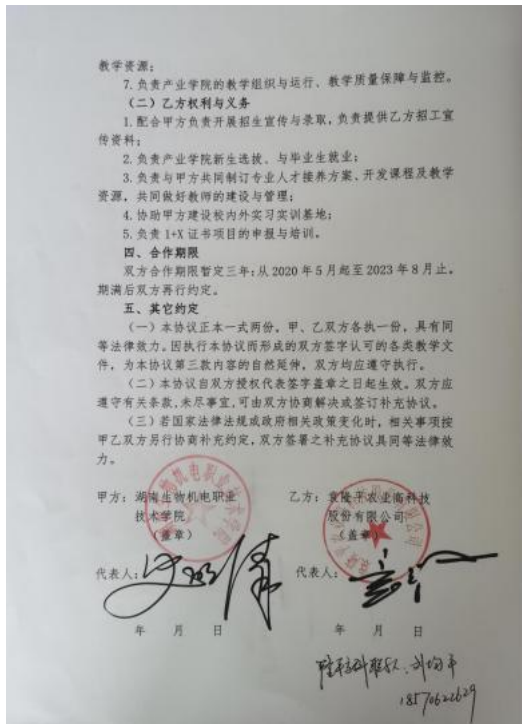 教学资源;
7.负责产业学院的教学组织与运行、教学质量保障与监控。
(二)乙方权利与义务
1.配合甲方负责开展招生宣传与录取,负责提供乙方招工宣
传资料;
2.负责产业学院新生选拔、与毕业生就业;
3.负责与甲方共同制订专业人才接养方案、开发课程及教学
资源,共同做好教师的建设与管理;
4.协助甲方建设校内外实习实训基地;
5.负责1+X证书项目的申报与培训。
四、合作期限
双方合作期限暂定三年:从2020年5月起至2023年8月止。
期满后双方再行约定。
五、其它约定
(一)本协议正本一式两份,甲、乙双方各执一份,具有同
等法律效力。因执行本协议而形成的双方签字认可的各类教学文
件,为本协议第三款内容的自然延伸,双方均应遵守执行。
(二)本协议自双方授权代表签字盖章之日起生效。双方应
遵守有关条款,未尽事宜,可由双方协商解决或签订补充协议。
(三)若国家法律法规或政府相关政策变化时,相关事项按
甲乙双方另行协商补充约定,双方签署之补充协议具同等法律效
力。
甲方:湖南生物机电职业 乙方:袁隆平农业高科技
技术学院 股份有限公司
(盖章) (盖章)
代表人: 代表人:
年 月 日 年 月 日
隆平高科联系人:刘均平
18570622629